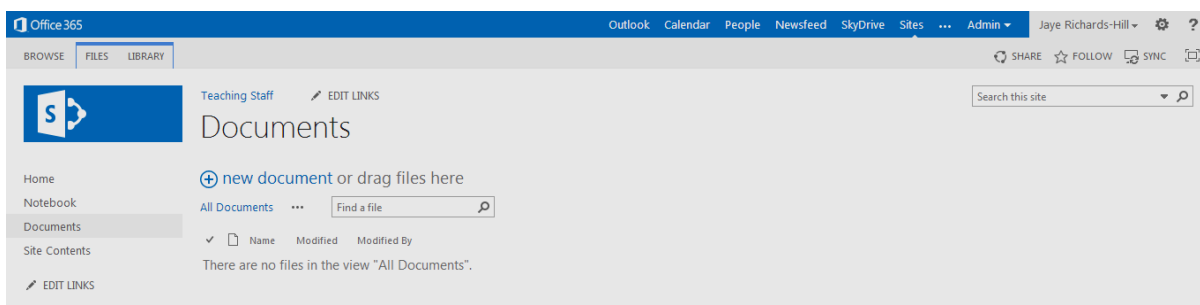 Office 365 Outlook Calendar People Newsfeed SkyDrive Sites ... Admin Jaye Richards-Hill ?
BROWSE FILES LIBRARY SHARE FOLLOW SYNC
S
Teaching Staff EDIT LINKS
Search this site
Documents
Home
new document or drag files here
Notebook
All Documents ... Find a file
Documents
Name Modified Modified By
Site Contents
There are no files in the view "All Documents".
EDIT LINKS